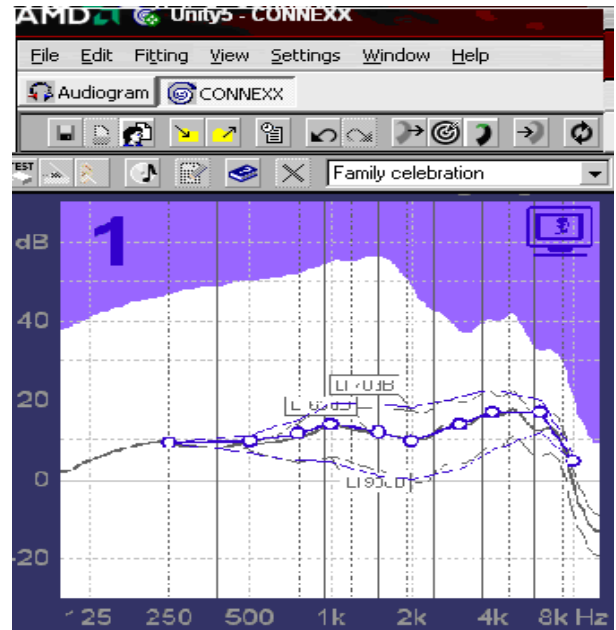 AMD Unity5 - CONNEXX
File Edit Fitting View Settings Window Help
Audiogram CONNEXX
TEST Family celebration
1
dB
40
20
0
-20
125 250 500 1k 2k 4k 8k Hz